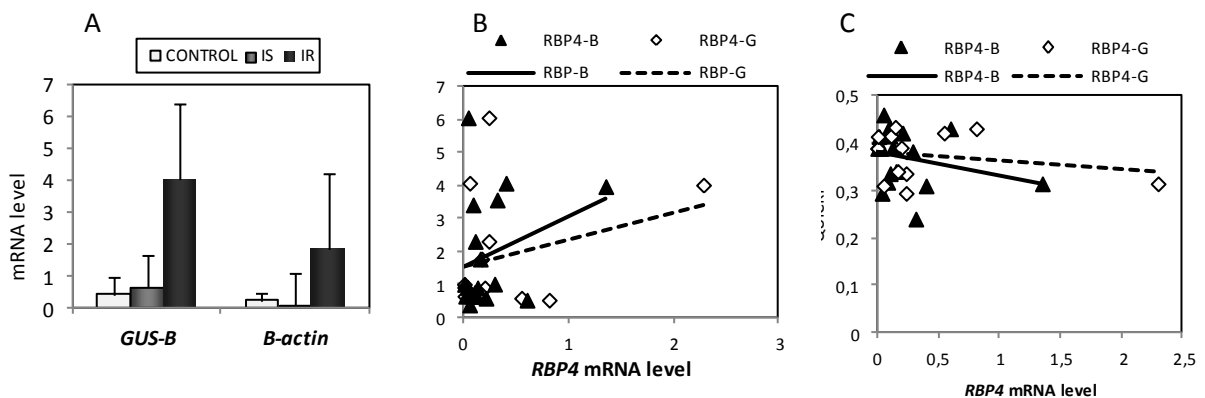 A
CONTROL IS IR
mRNA level
7
6
5
4
3
2
1
0
GUS-B B-actin
B
RBP4-B RBP4-G
RBP-B RBP-G
7
6
5
4
3
2
1
0
0 1 2 3
RBP4 mRNA level
C
RBP4-B RBP4-G
RBP4-B RBP4-G
0,5
0,4
0,3
0,2
0,1
0
0 0,5 1 1,5 2 2,5
RBP4 mRNA level